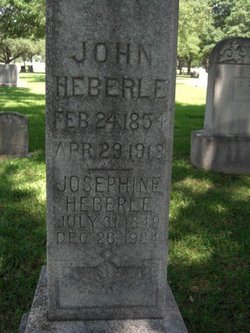 JOHN
HEBERLE
FEB. 24, 1854
APR. 29, 1918
JOSEPHINE
HEBERLE
JULY 31, 1849
DEC. 26, 1924